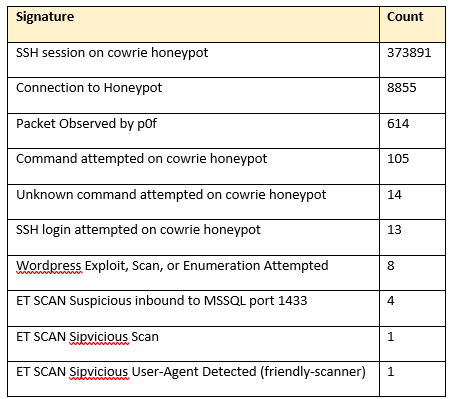 Signature Count
SSH session on cowrie honeypot 373891
Connection to Honeypot 8855
Packet Observed by p0f 614
Command attempted on cowrie honeypot 105
Unknown command attempted on cowrie honeypot 14
SSH login attempted on cowrie honeypot 13
Wordpress Exploit, Scan, or Enumeration Attempted 8
ET SCAN Suspicious inbound to MSSQL port 1433 4
ET SCAN Sipvicious Scan 1
ET SCAN Sipvicious User-Agent Detected (friendly-scanner) 1